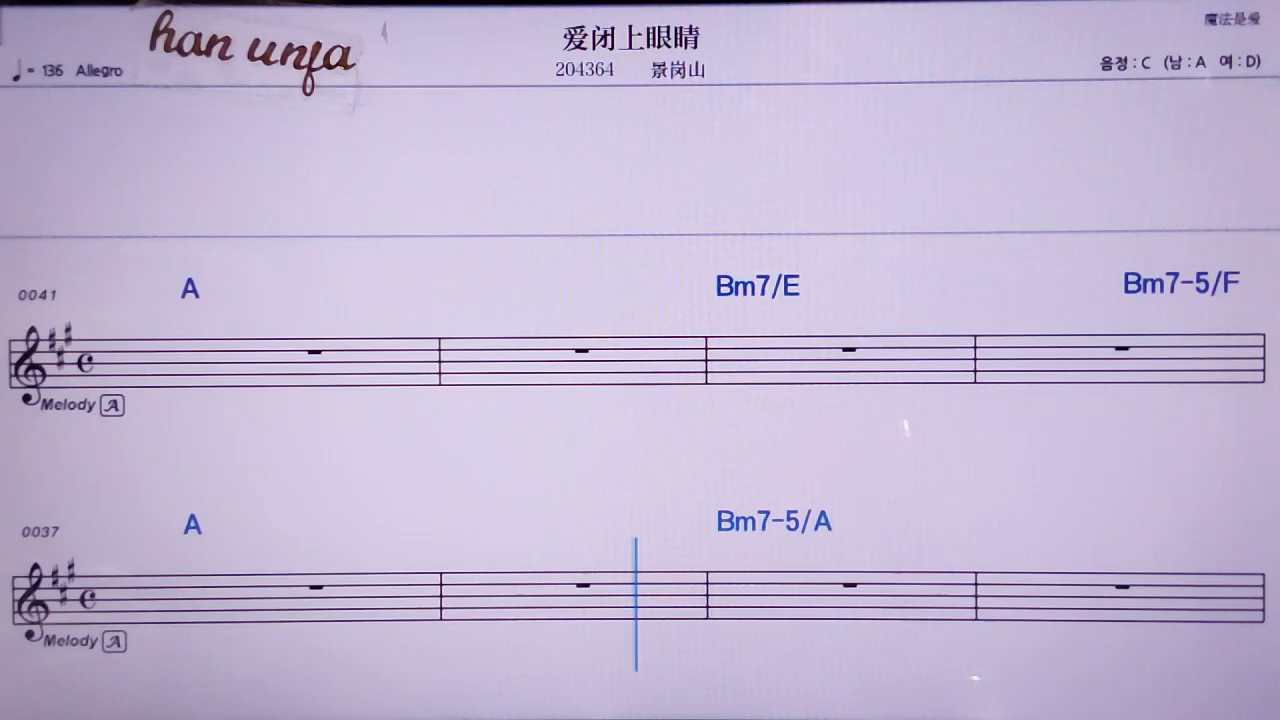 han unfa
爱闭上眼睛
魔法是爱
♩= 136 Allegro
204364 景岗山
음정 : C (남 : A 여 : D)
0041
A Bm7/E Bm7-5/F
Melody A
0037
A Bm7-5/A
Melody A